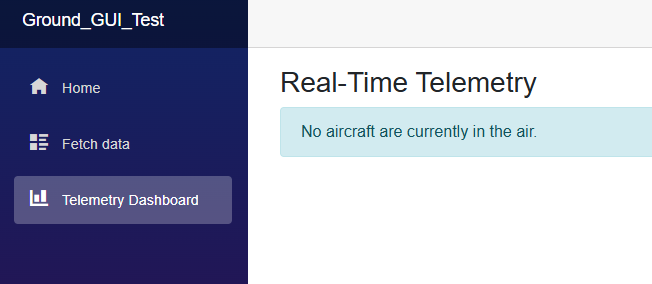 Ground_GUI_Test
Home
Fetch data
Telemetry Dashboard
Real-Time Telemetry
No aircraft are currently in the air.